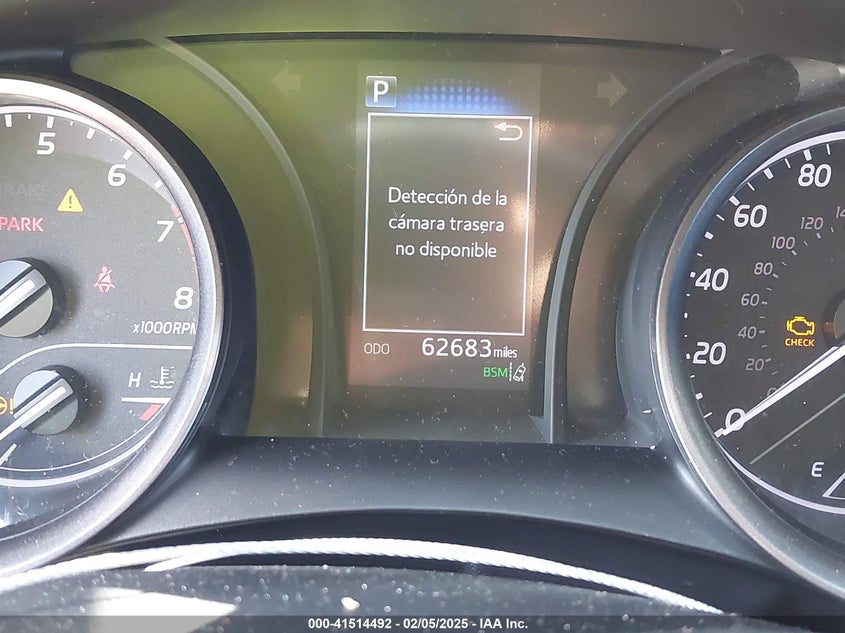 P
Detección de la
cámara trasera
no disponible
ODO 62683 miles
BSM
5
6
7
8
x1000RPM
BRAKE
PARK
H
80
60
40
20
0
120
100
80
60
40
20
CHECK
E
000-41514492 - 02/05/2025 - IAA Inc.